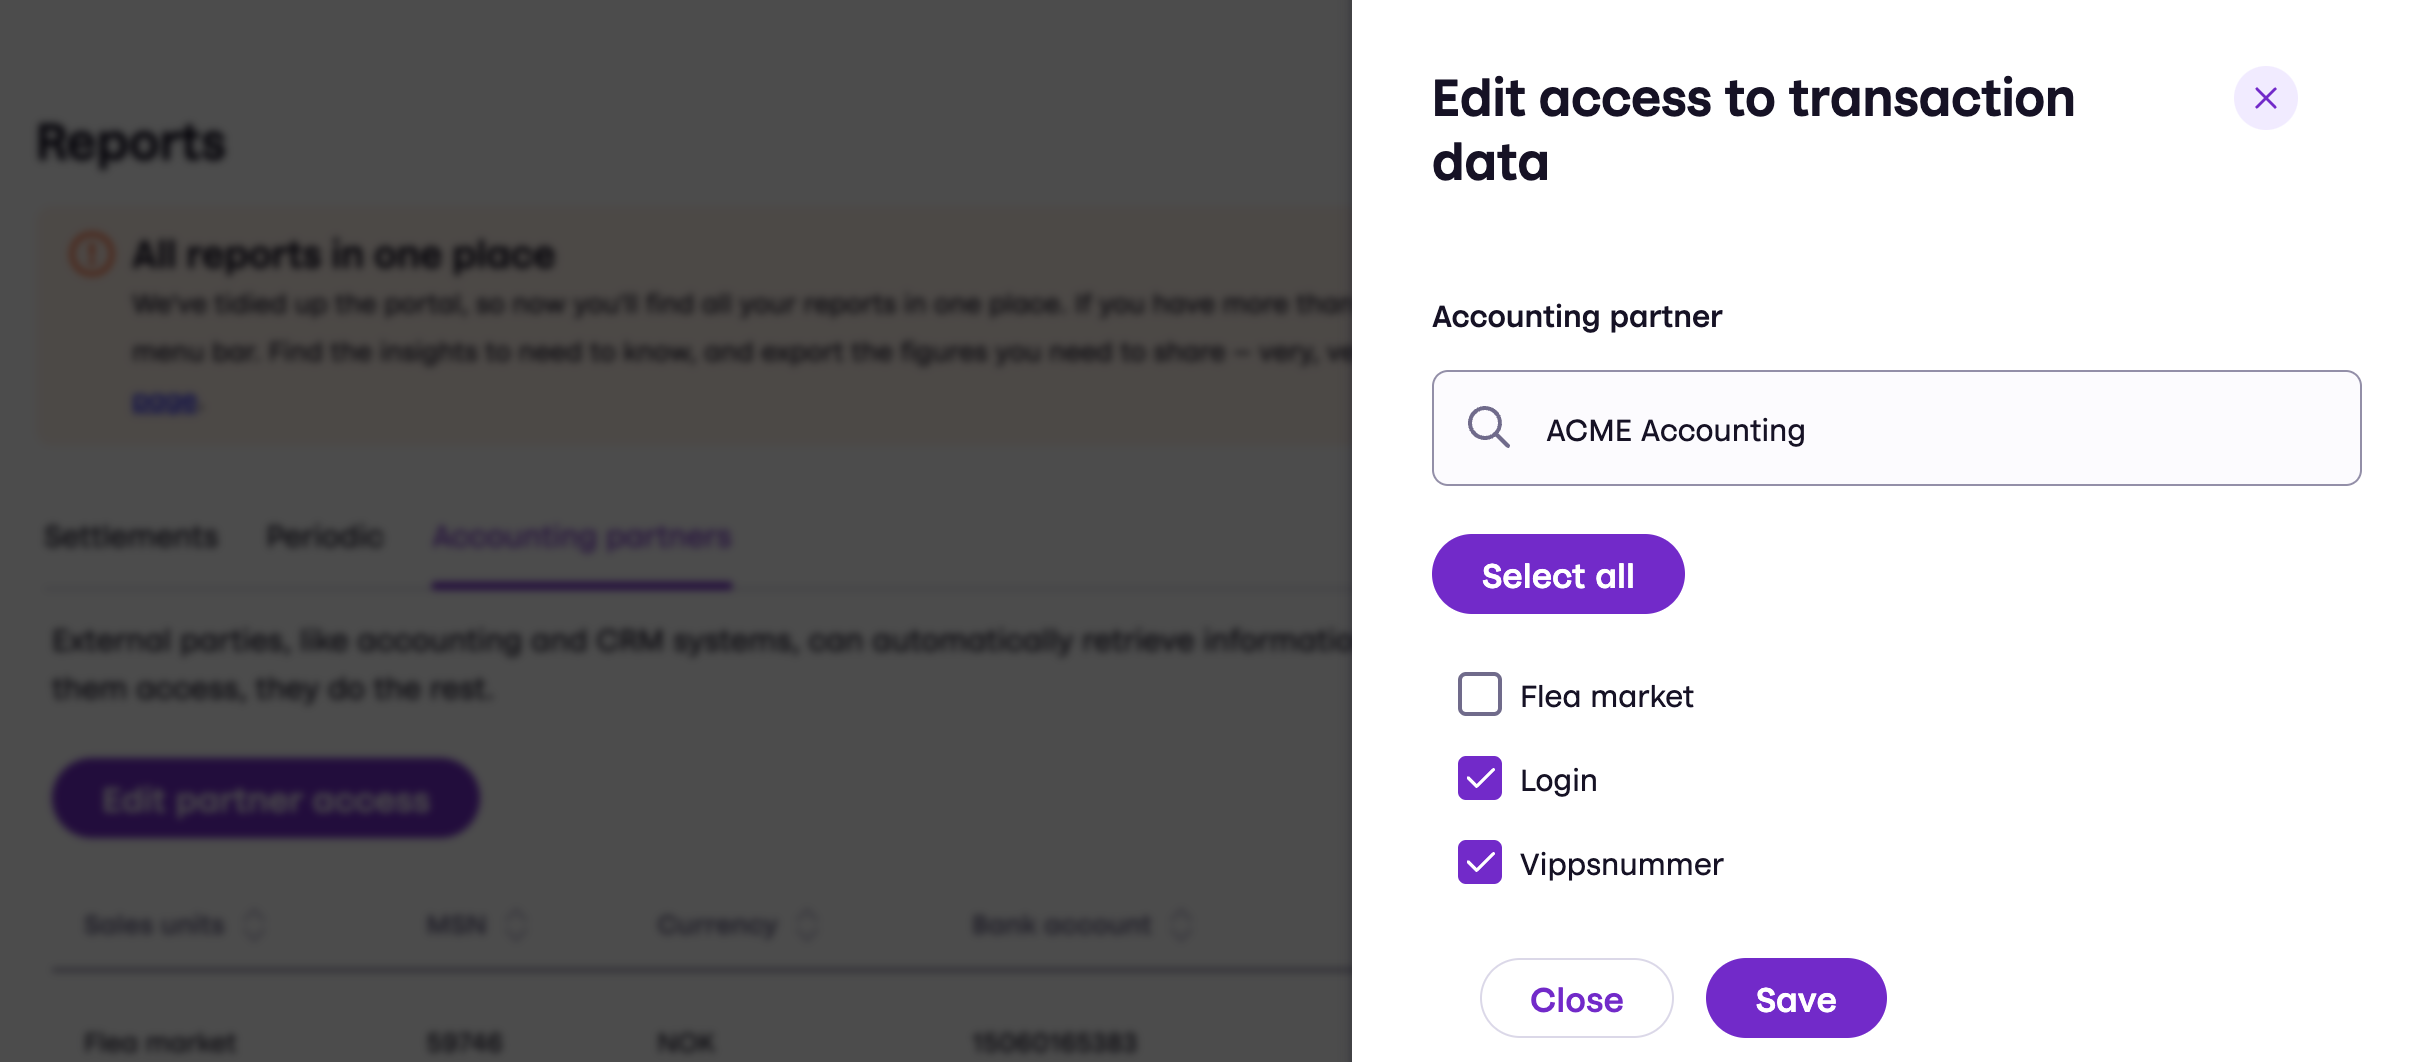 Reports
All reports in one place
We've tidied up the portal, so now you'll find all your reports in one place. If you have more than
menu bar. Find the insights to need to know, and export the figures you need to share – very, ve
page.
Settlements Periodic Accounting partners
External parties, like accounting and CRM systems, can automatically retrieve informatio
them access, they do the rest.
Edit partner access
Sales units MSN Currency Bank account
Flea market 59746 NOK 15060165383
Edit access to transaction
data
Accounting partner
ACME Accounting
Select all
Flea market
Login
Vippsnummer
Close Save